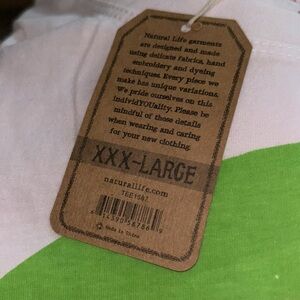 Natural Life garments
are designed and made
using delicate fabrics, hand
embroidery and dyeing
techniques. Every piece we
make has unique variations.
We pride ourselves on this
individYOUality. Please be
mindful of those details
when wearing and caring
for your new clothing.
XXX-LARGE
naturallife.com
TEE1587
Made in China